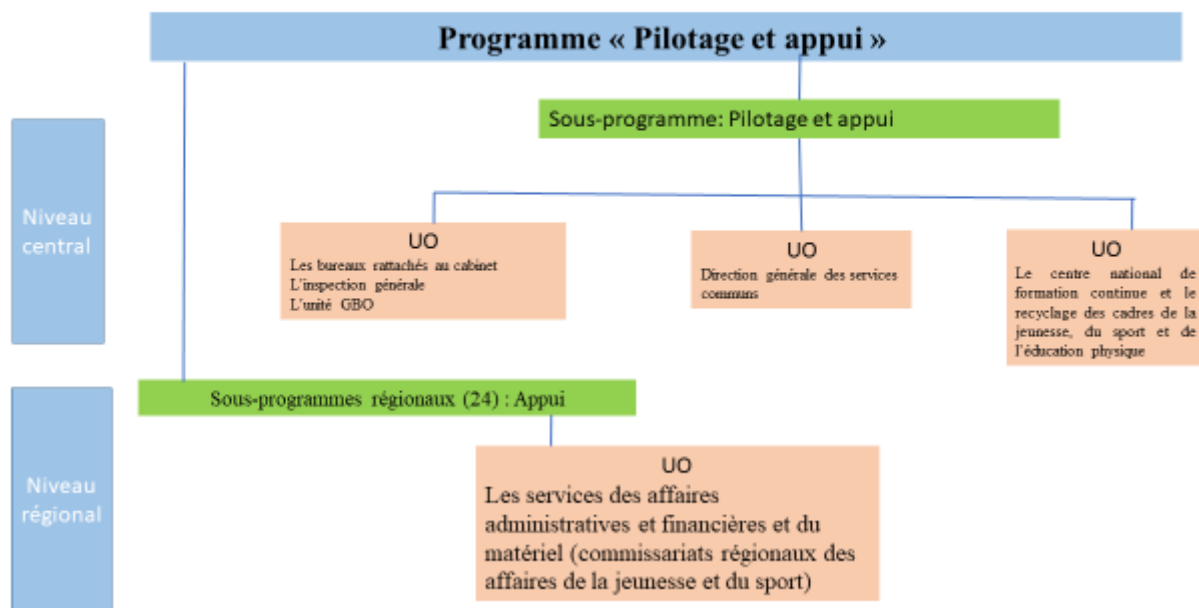 Programme « Pilotage et appui »
Sous-programme: Pilotage et appui
Niveau
central
UO
Les bureaux rattachés au cabinet
L'inspection générale
L'unité GBO
UO
Direction générale des services
communs
UO
Le centre national de
formation continue et le
recyclage des cadres de la
jeunesse, du sport et de
l'éducation physique
Sous-programmes régionaux (24) : Appui
Niveau
régional
UO
Les services des affaires
administratives et financières et du
matériel (commissariats régionaux des
affaires de la jeunesse et du sport)